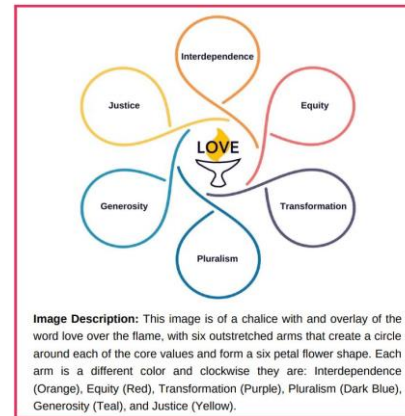 Interdependence
Justice
Equity
LOVE
Generosity
Transformation
Pluralism
Image Description: This image is of a chalice with and overlay of the
word love over the flame, with six outstretched arms that create a circle
around each of the core values and form a six petal flower shape. Each
arm is a different color and clockwise they are: Interdependence
(Orange), Equity (Red), Transformation (Purple), Pluralism (Dark Blue),
Generosity (Teal), and Justice (Yellow).